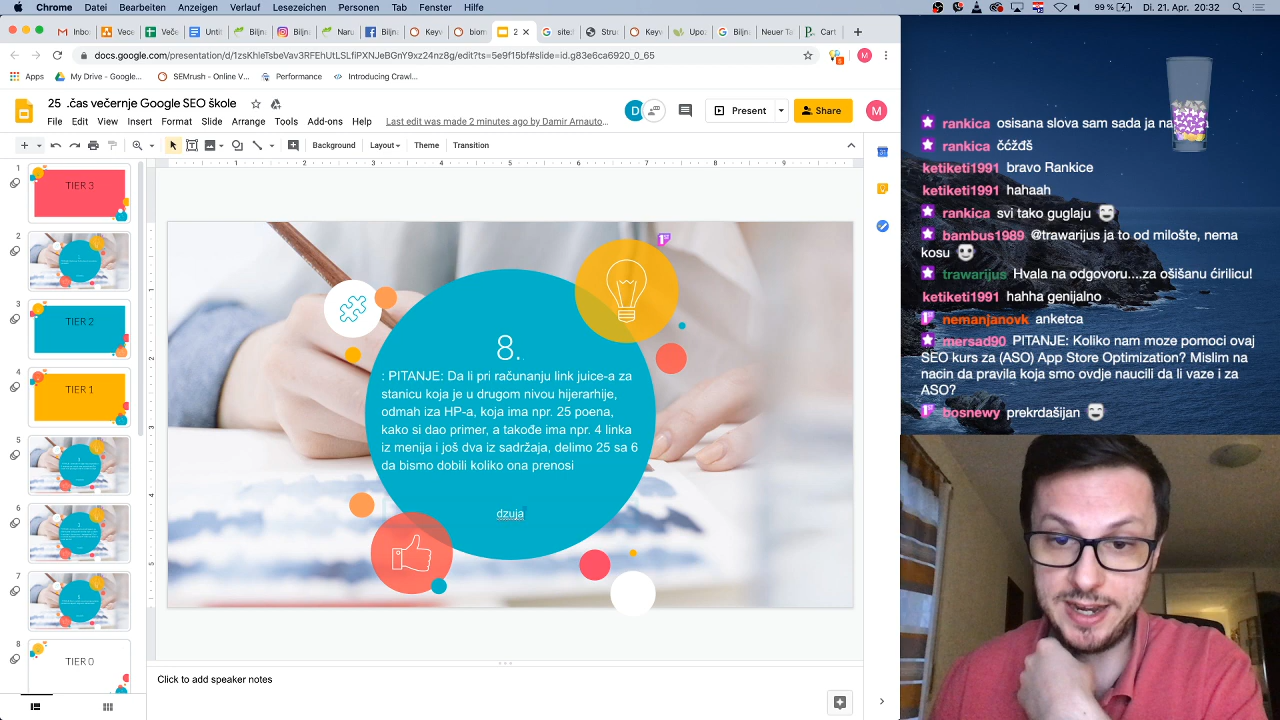 Chrome Datei Bearbeiten Anzeigen Verlauf Lesezeichen Personen Tab Fenster Hilfe
99 % Di. 21. Apr. 20:32
docs.google.com/presentation/d/1zsKhleTsbeVav3RFEhUtLSLfiPXNJeBGnY9xz24nz8g/edit?ts=5e9f15bf#slide=id.g83e6ca6920_0_65
Apps My Drive - Google... SEMrush - Online V... Performance Introducing Crawl...
25 .čas večernje Google SEO škole
File Edit View Insert Format Slide Arrange Tools Add-ons Help Last edit was made 2 minutes ago by Damir Arnauto...
D Present Share M
Background Layout Theme Transition
1 TIER 3
2
3 TIER 2
4 TIER 1
5
6
7
8 TIER 0
8.
: PITANJE: Da li pri računanju link juice-a za
stanicu koja je u drugom nivou hijerarhije,
odmah iza HP-a, koja ima npr. 25 poena,
kako si dao primer, a takođe ima npr. 4 linka
iz menija i još dva iz sadržaja, delimo 25 sa 6
da bismo dobili koliko ona prenosi
dzuja
Click to add speaker notes
rankica osisana slova sam sada ja
rankica čćžđš
ketiketi1991 bravo Rankice
ketiketi1991 hahaah
rankica svi tako guglaju
bambus1989 @trawarijus ja to od milošte, nema
kosu
trawarijus Hvala na odgovoru....za ošišanu ćirilicu!
ketiketi1991 hahha genijalno
nemanjanovk anketca
mersad90 PITANJE: Koliko nam moze pomoci ovaj
SEO kurs za (ASO) App Store Optimization? Mislim na
nacin da pravila koja smo ovdje naucili da li vaze i za
ASO?
bosnewy prekrdašijan